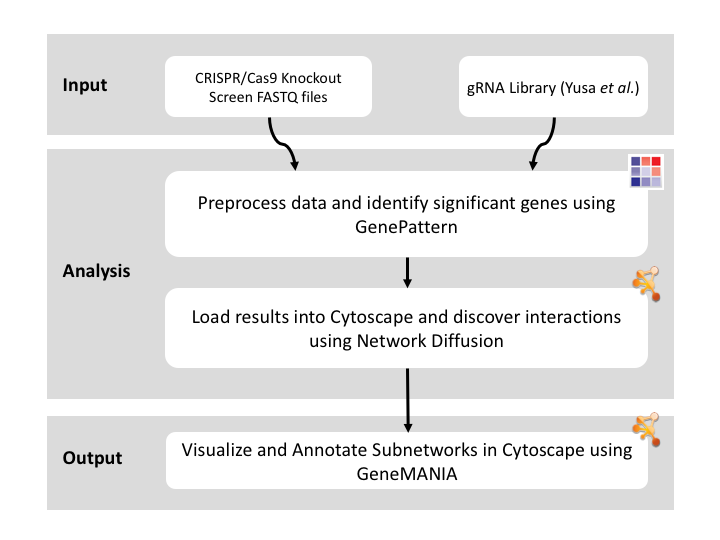 Input
CRISPR/Cas9 Knockout
Screen FASTQ files
gRNA Library (Yusa et al.)
Analysis
Preprocess data and identify significant genes using
GenePattern
Load results into Cytoscape and discover interactions
using Network Diffusion
Output
Visualize and Annotate Subnetworks in Cytoscape using
GeneMANIA